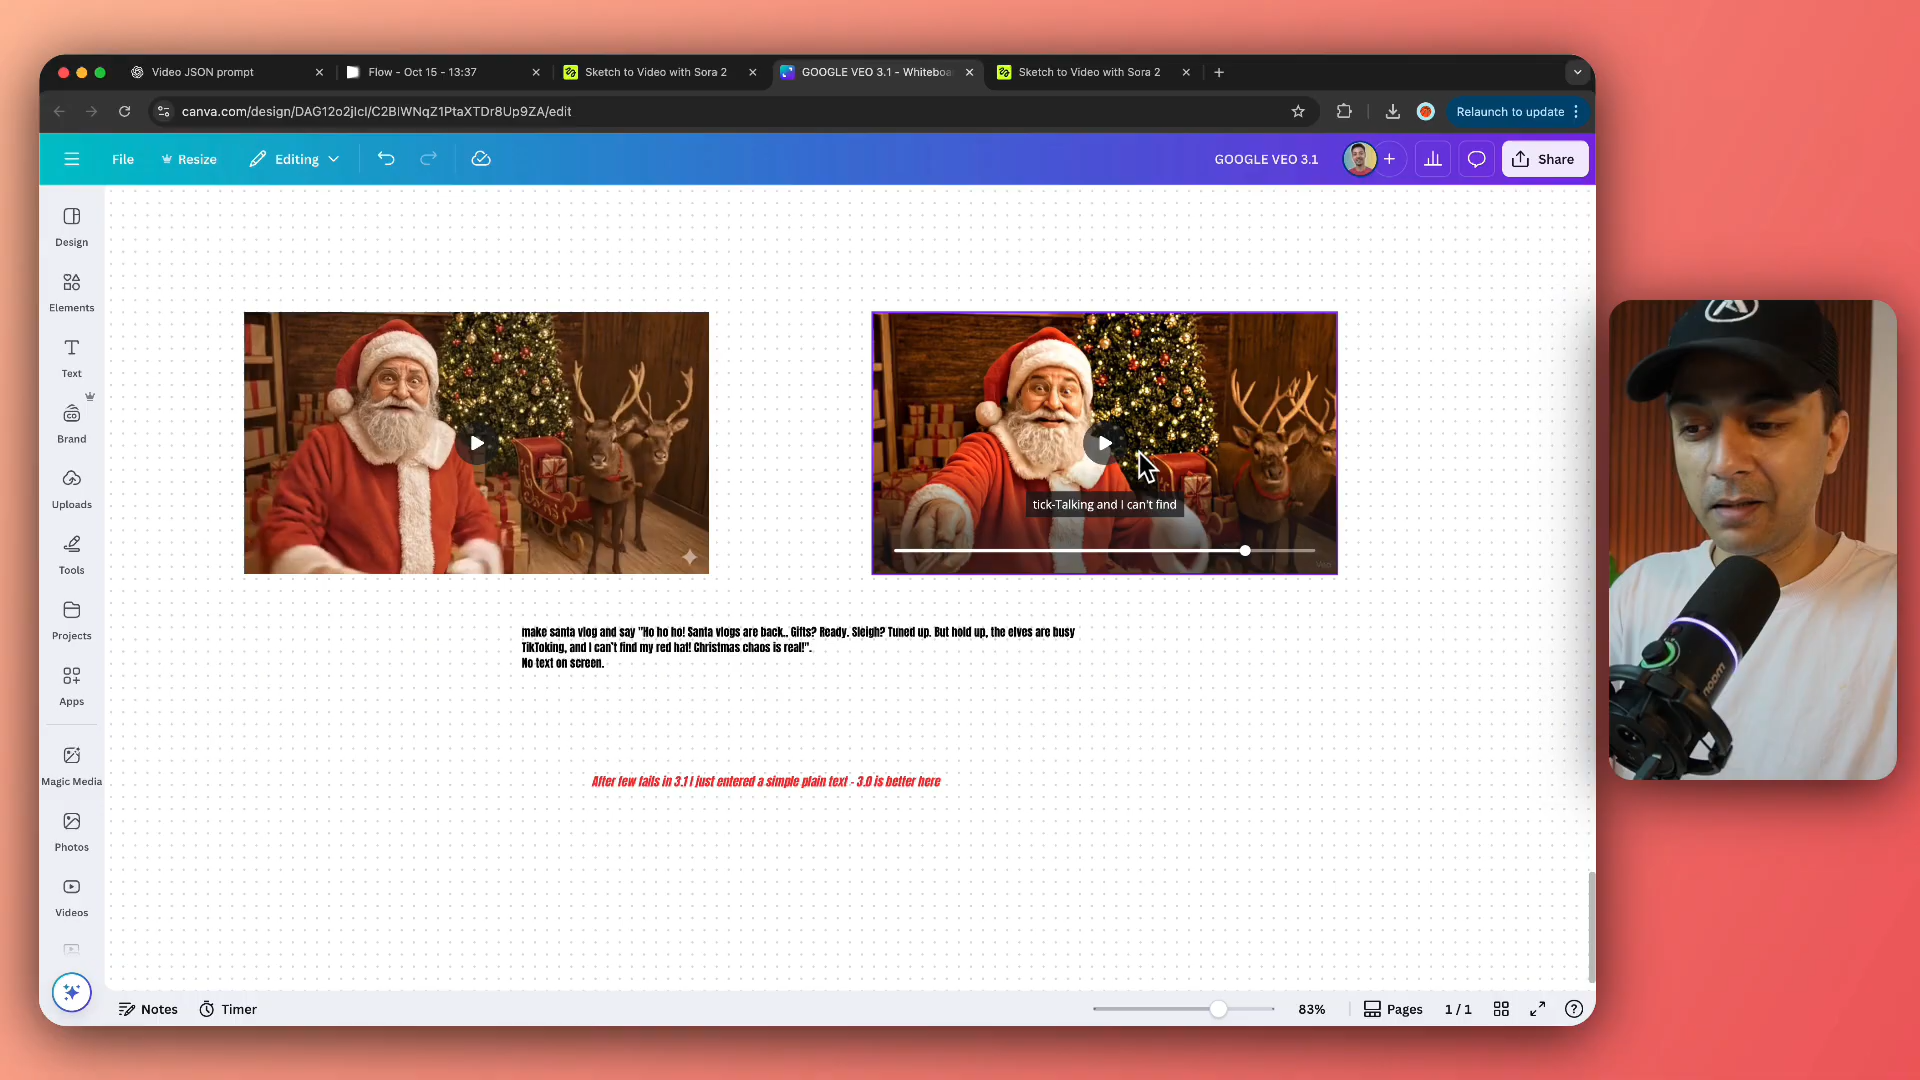 Video JSON prompt
Flow - Oct 15 - 13:37
Sketch to Video with Sora 2
GOOGLE VEO 3.1 - Whiteboa
Sketch to Video with Sora 2
canva.com/design/DAG12o2jIcI/C2BIWNqZ1PtaXTDr8Up9ZA/edit
Relaunch to update
File
Resize
Editing
GOOGLE VEO 3.1
Share
Design
Elements
Text
Brand
Uploads
Tools
Projects
Apps
Magic Media
Photos
Videos
tick-Talking and I can't find
Veo
make santa vlog and say "Ho ho ho! Santa vlogs are back.. Gifts? Ready. Sleigh? Tuned up. But hold up, the elves are busy
TikToking, and I can't find my red hat! Christmas chaos is real!".
No text on screen.
After few fails in 3.1 I just entered a simple plain text - 3.0 is better here
Notes
Timer
83%
Pages
1 / 1
zoom